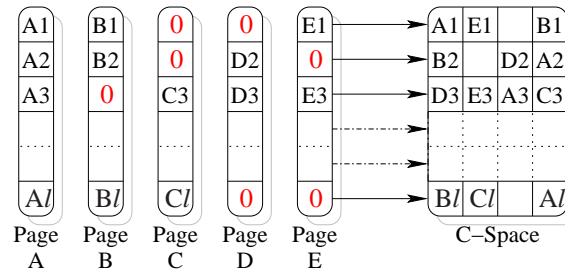 A1 B1 0 0 E1 A1 E1 B1
A2 B2 0 D2 0 B2 D2 A2
A3 0 C3 D3 E3 D3 E3 A3 C3
Al Bl Cl 0 0 Bl Cl Al
Page Page Page Page Page C-Space
A B C D E